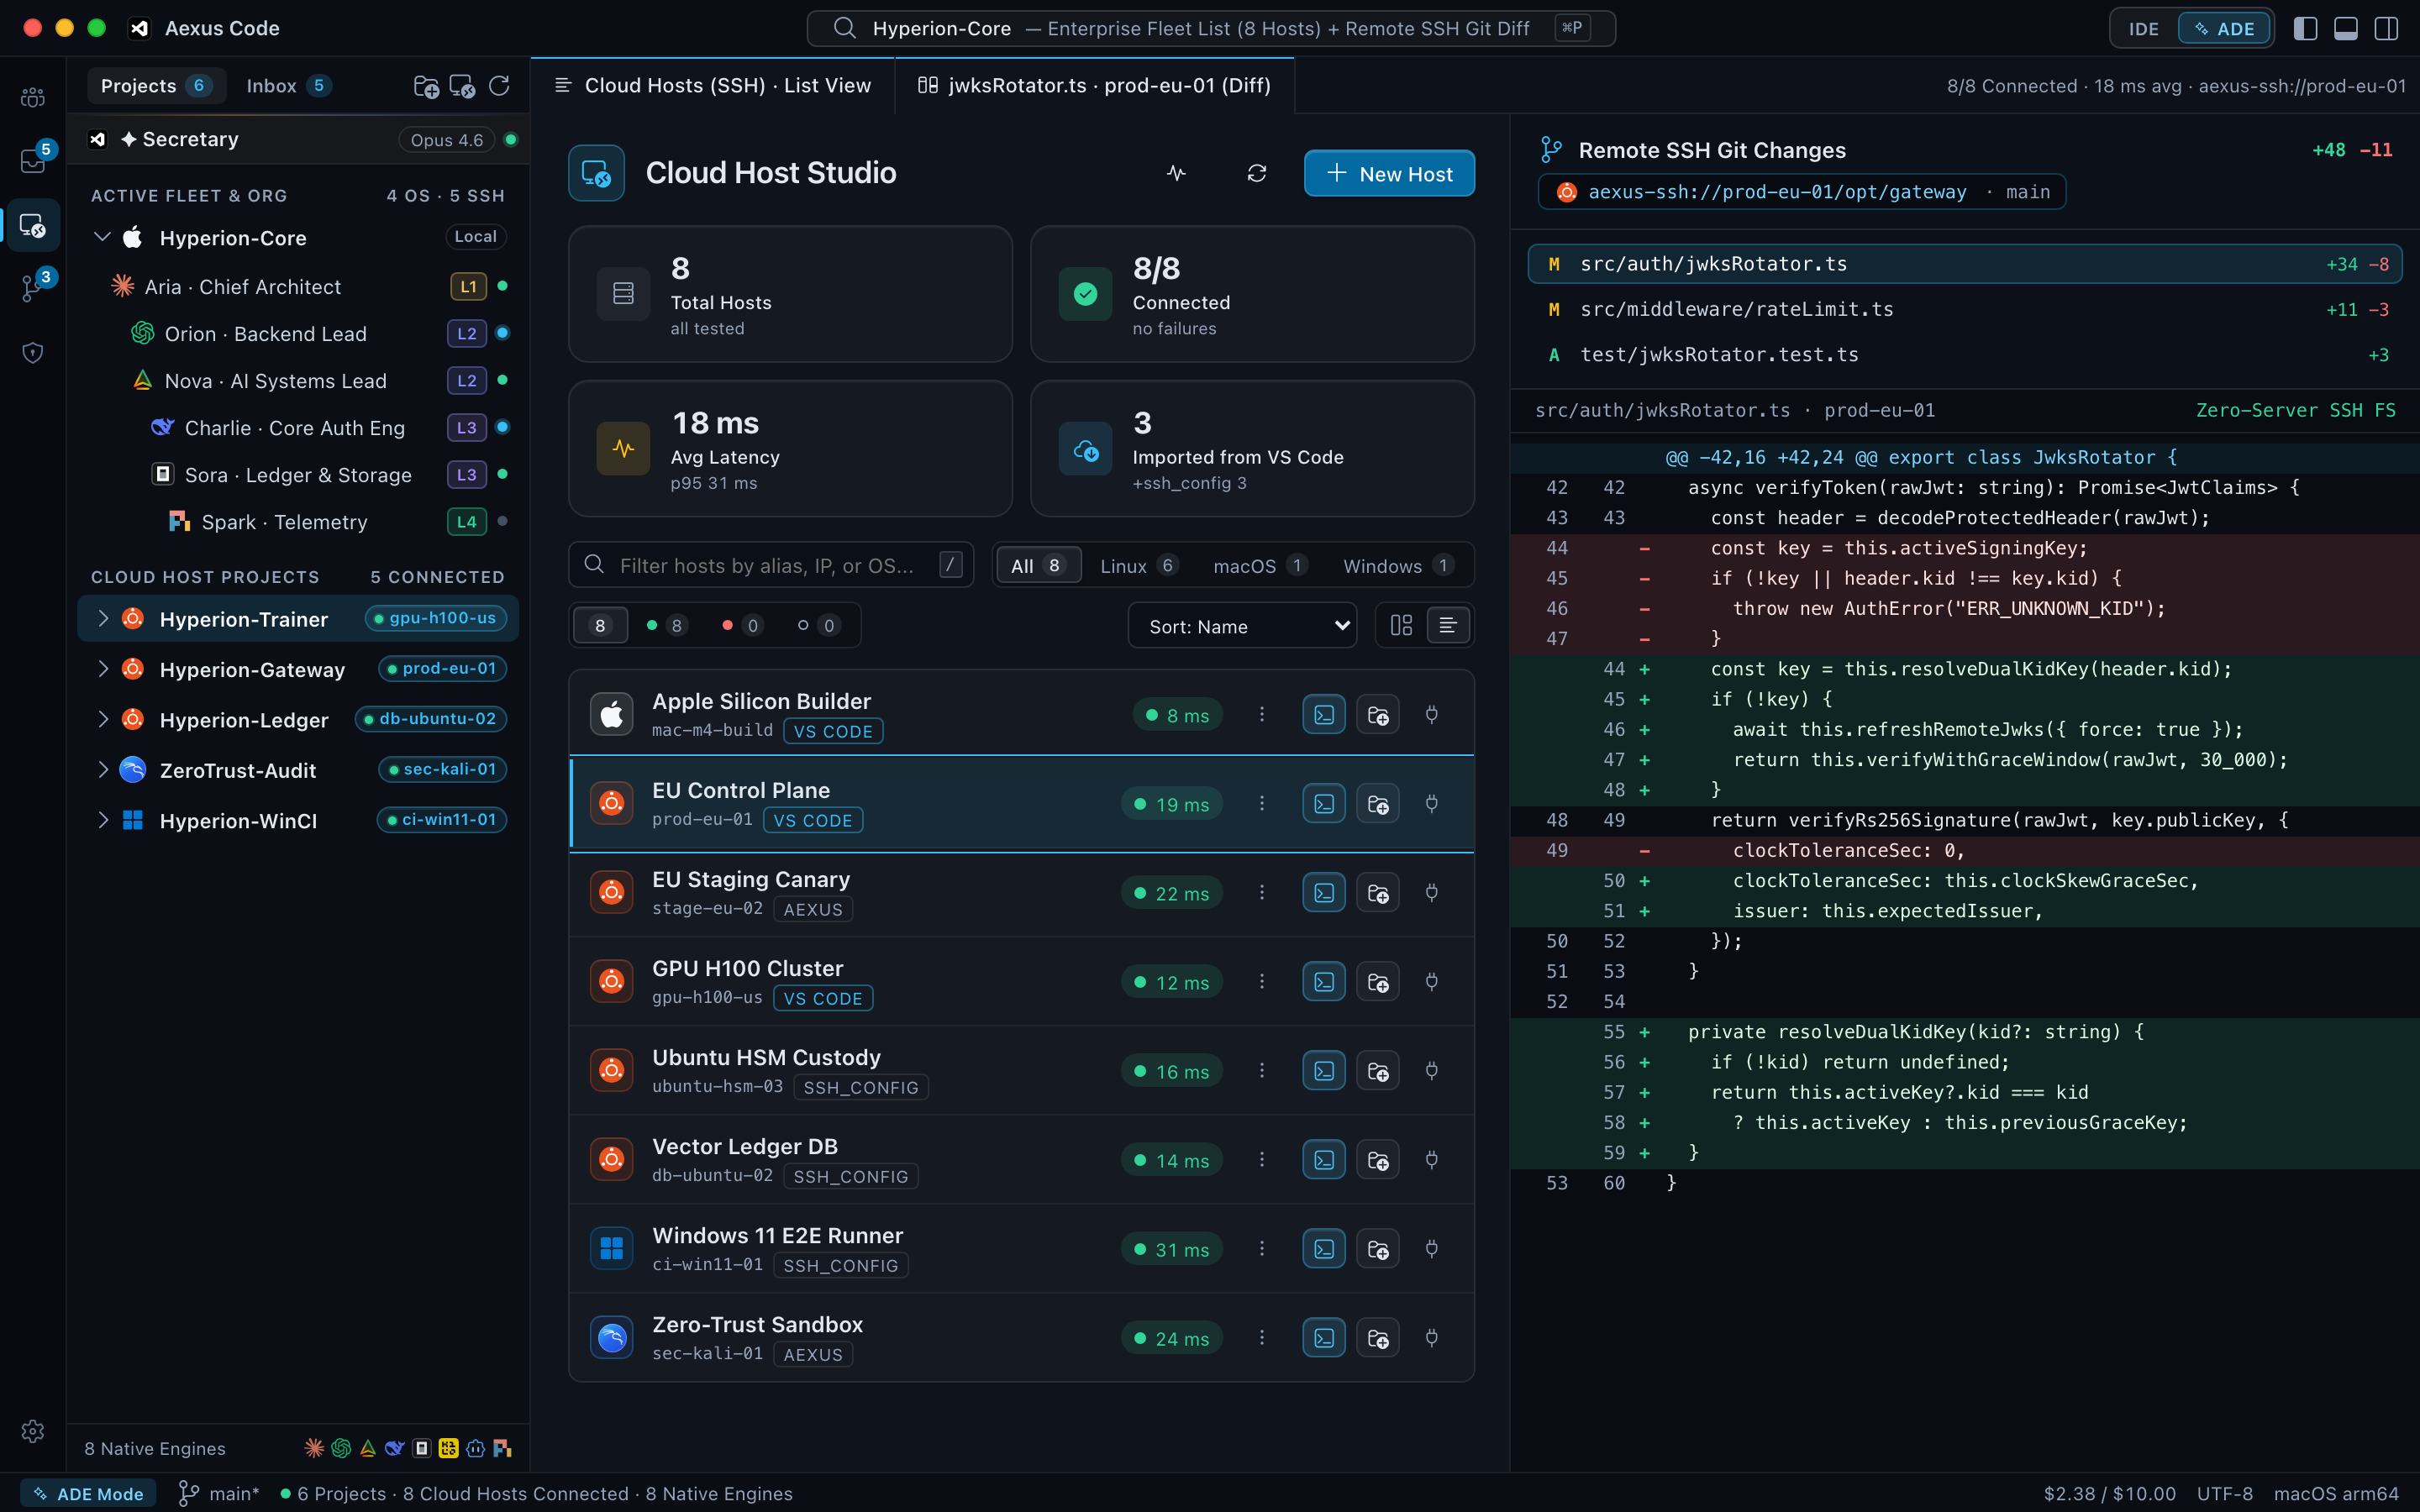 Aexus Code
Hyperion-Core — Enterprise Fleet List (8 Hosts) + Remote SSH Git Diff ⌘P
IDE ADE
Projects 6 Inbox 5
Cloud Hosts (SSH) · List View
jwksRotator.ts · prod-eu-01 (Diff)
8/8 Connected · 18 ms avg · aexus-ssh://prod-eu-01
5
3
✦ Secretary Opus 4.6
ACTIVE FLEET & ORG 4 OS · 5 SSH
Hyperion-Core Local
Aria · Chief Architect L1
Orion · Backend Lead L2
Nova · AI Systems Lead L2
Charlie · Core Auth Eng L3
Sora · Ledger & Storage L3
Spark · Telemetry L4
CLOUD HOST PROJECTS 5 CONNECTED
Hyperion-Trainer gpu-h100-us
Hyperion-Gateway prod-eu-01
Hyperion-Ledger db-ubuntu-02
ZeroTrust-Audit sec-kali-01
Hyperion-WinCI ci-win11-01
8 Native Engines
Cloud Host Studio
New Host
8
Total Hosts
all tested
8/8
Connected
no failures
18 ms
Avg Latency
p95 31 ms
3
Imported from VS Code
+ssh_config 3
Filter hosts by alias, IP, or OS... /
All 8 Linux 6 macOS 1 Windows 1
8 8 0 0
Sort: Name
Apple Silicon Builder
mac-m4-build VS CODE
8 ms
EU Control Plane
prod-eu-01 VS CODE
19 ms
EU Staging Canary
stage-eu-02 AEXUS
22 ms
GPU H100 Cluster
gpu-h100-us VS CODE
12 ms
Ubuntu HSM Custody
ubuntu-hsm-03 SSH_CONFIG
16 ms
Vector Ledger DB
db-ubuntu-02 SSH_CONFIG
14 ms
Windows 11 E2E Runner
ci-win11-01 SSH_CONFIG
31 ms
Zero-Trust Sandbox
sec-kali-01 AEXUS
24 ms
Remote SSH Git Changes +48 −11
aexus-ssh://prod-eu-01/opt/gateway · main
M src/auth/jwksRotator.ts +34 −8
M src/middleware/rateLimit.ts +11 −3
A test/jwksRotator.test.ts +3
src/auth/jwksRotator.ts · prod-eu-01 Zero-Server SSH FS
@@ −42,16 +42,24 @@ export class JwksRotator {
42 42 async verifyToken(rawJwt: string): Promise<JwtClaims> {
43 43 const header = decodeProtectedHeader(rawJwt);
44 − const key = this.activeSigningKey;
45 − if (!key || header.kid !== key.kid) {
46 − throw new AuthError("ERR_UNKNOWN_KID");
47 − }
44 + const key = this.resolveDualKidKey(header.kid);
45 + if (!key) {
46 + await this.refreshRemoteJwks({ force: true });
47 + return this.verifyWithGraceWindow(rawJwt, 30_000);
48 + }
48 49 return verifyRs256Signature(rawJwt, key.publicKey, {
49 − clockToleranceSec: 0,
50 + clockToleranceSec: this.clockSkewGraceSec,
51 + issuer: this.expectedIssuer,
50 52 });
51 53 }
52 54
55 + private resolveDualKidKey(kid?: string) {
56 + if (!kid) return undefined;
57 + return this.activeKey?.kid === kid
58 + ? this.activeKey : this.previousGraceKey;
59 + }
53 60 }
ADE Mode main* 6 Projects · 8 Cloud Hosts Connected · 8 Native Engines
$2.38 / $10.00 UTF-8 macOS arm64